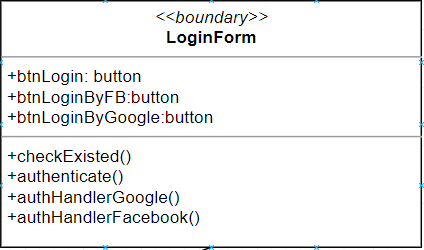 <<boundary>>
LoginForm
+btnLogin: button
+btnLoginByFB:button
+btnLoginByGoogle:button
+checkExisted()
+authenticate()
+authHandlerGoogle()
+authHandlerFacebook()